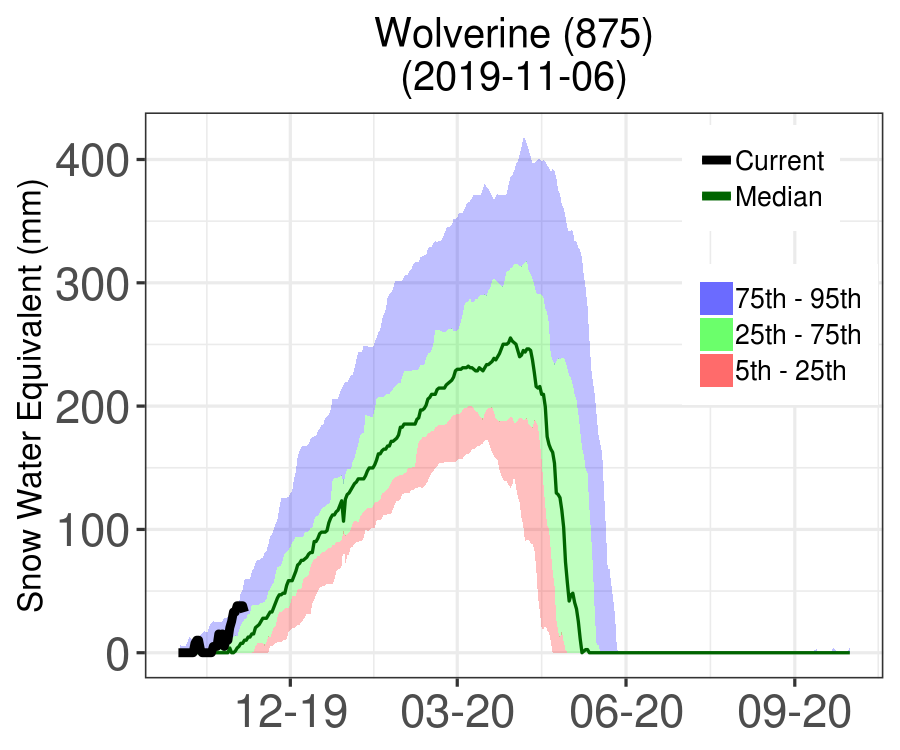 Wolverine (875)
(2019-11-06)
Snow Water Equivalent (mm)
400
300
200
100
0
12-19
03-20
06-20
09-20
Current
Median
75th - 95th
25th - 75th
5th - 25th